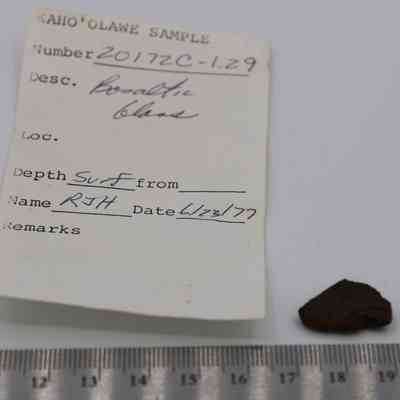 KAHO'OLAWE SAMPLE
Number 20172C-1.29
Desc. Basaltic
Glass
Loc.
Depth Surf from
Name RJH Date 6/23/77
Remarks
12 13 14 15 16 17 18 19